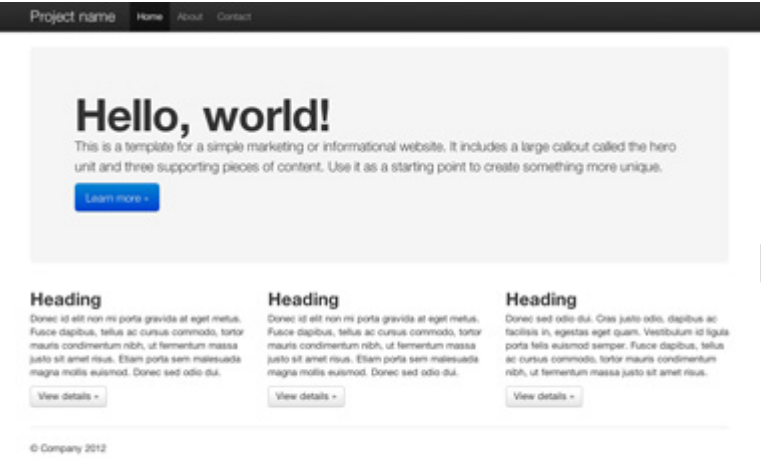 Project name Home About Contact
Hello, world!
This is a template for a simple marketing or informational website. It includes a large callout called the hero
unit and three supporting pieces of content. Use it as a starting point to create something more unique.
Learn more »
Heading
Donec id elit non mi porta gravida at eget metus.
Fusce dapibus, tellus ac cursus commodo, tortor
mauris condimentum nibh, ut fermentum massa
justo sit amet risus. Etiam porta sem malesuada
magna mollis euismod. Donec sed odio dui.
View details »
Heading
Donec id elit non mi porta gravida at eget metus.
Fusce dapibus, tellus ac cursus commodo, tortor
mauris condimentum nibh, ut fermentum massa
justo sit amet risus. Etiam porta sem malesuada
magna mollis euismod. Donec sed odio dui.
View details »
Heading
Donec sed odio dui. Cras justo odio, dapibus ac
facilisis in, egestas eget quam. Vestibulum id ligula
porta felis euismod semper. Fusce dapibus, tellus
ac cursus commodo, tortor mauris condimentum
nibh, ut fermentum massa justo sit amet risus.
View details »
© Company 2012